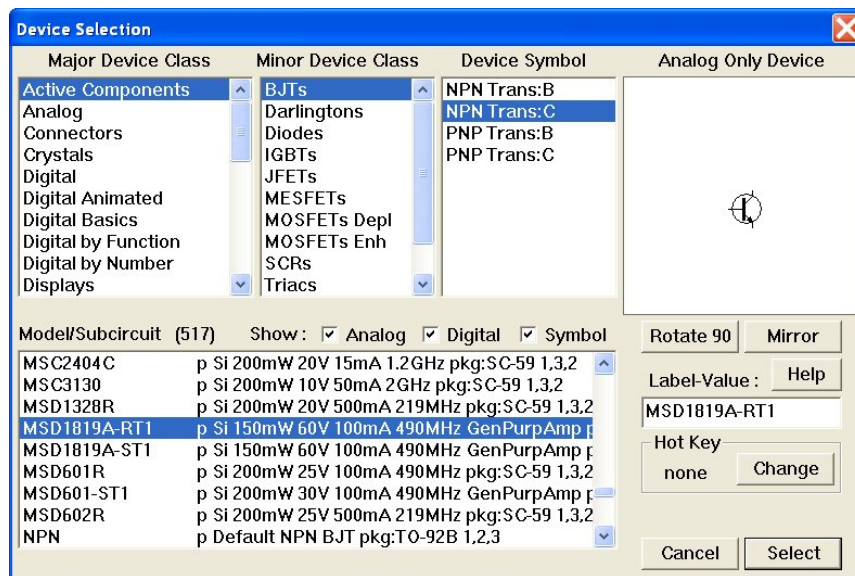 Device Selection
Major Device Class
Minor Device Class
Device Symbol
Analog Only Device
Active Components
Analog
Connectors
Crystals
Digital
Digital Animated
Digital Basics
Digital by Function
Digital by Number
Displays
BJTs
Darlingtons
Diodes
IGBTs
JFETs
MESFETs
MOSFETs Depl
MOSFETs Enh
SCRs
Triacs
NPN Trans:B
NPN Trans:C
PNP Trans:B
PNP Trans:C
Model/Subcircuit (517) Show : Analog Digital Symbol
MSC2404C p Si 200mW 20V 15mA 1.2GHz pkg:SC-59 1,3,2
MSC3130 p Si 200mW 10V 50mA 2GHz pkg:SC-59 1,3,2
MSD1328R p Si 200mW 20V 500mA 219MHz pkg:SC-59 1,3,2
MSD1819A-RT1 p Si 150mW 60V 100mA 490MHz GenPurpAmp p
MSD1819A-ST1 p Si 150mW 60V 100mA 490MHz GenPurpAmp p
MSD601R p Si 200mW 25V 100mA 490MHz pkg:SC-59 1,3,2
MSD601-ST1 p Si 200mW 30V 100mA 490MHz GenPurpAmp p
MSD602R p Si 200mW 25V 500mA 219MHz pkg:SC-59 1,3,2
NPN p Default NPN BJT pkg:TO-92B 1,2,3
Rotate 90 Mirror
Label-Value : Help
MSD1819A-RT1
Hot Key
none Change
Cancel Select